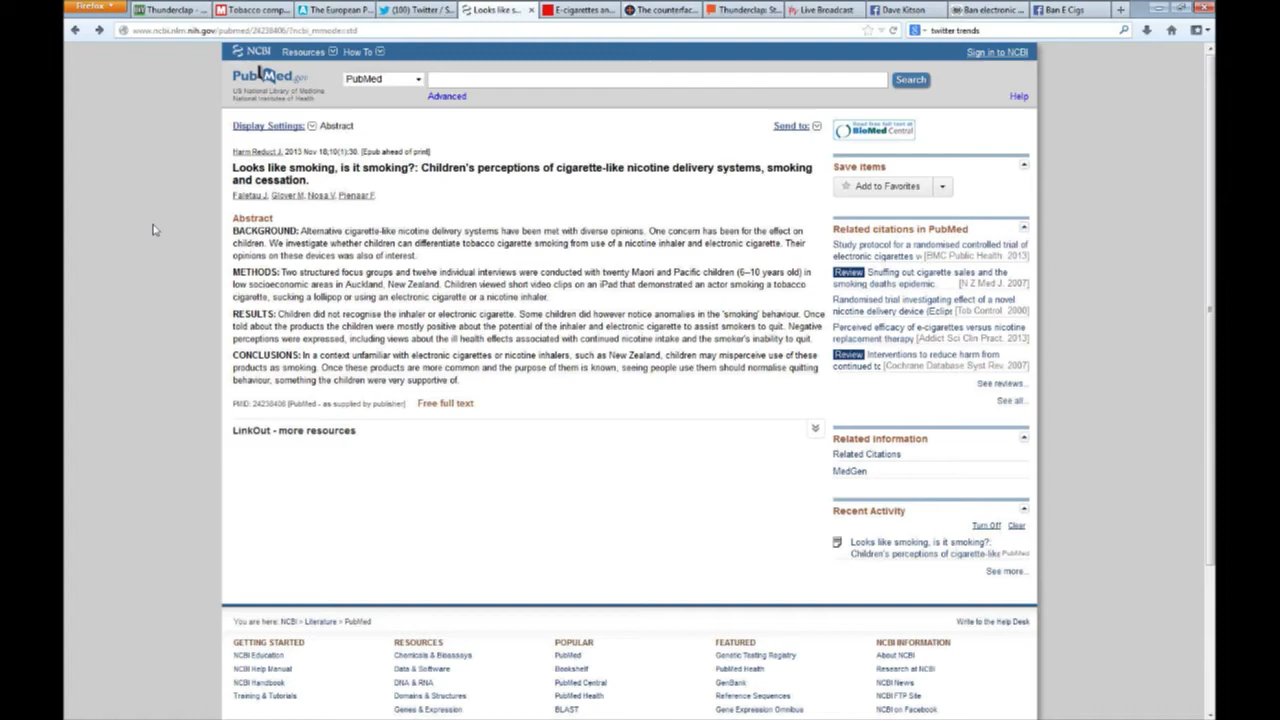 Firefox
Thunderclap - ...
Tobacco comp...
The European P...
(100) Twitter / S...
Looks like s...
E-cigarettes an...
The counterfac...
Thunderclap: St...
Live Broadcast
Dave Kitson
Ban electronic ...
Ban E Cigs
www.ncbi.nlm.nih.gov/pubmed/24238406/?ncbi_mmode=std
twitter trends
NCBI Resources How To
Sign in to NCBI
PubMed.gov
US National Library of Medicine
National Institutes of Health
PubMed
Search
Advanced
Help
Display Settings: Abstract
Send to:
Harm Reduct J. 2013 Nov 18;10(1):30. [Epub ahead of print]
Looks like smoking, is it smoking?: Children's perceptions of cigarette-like nicotine delivery systems, smoking
and cessation.
Faletau J, Glover M, Nosa V, Pienaar F.
Abstract
BACKGROUND: Alternative cigarette-like nicotine delivery systems have been met with diverse opinions. One concern has been for the effect on
children. We investigate whether children can differentiate tobacco cigarette smoking from use of a nicotine inhaler and electronic cigarette. Their
opinions on these devices was also of interest.
METHODS: Two structured focus groups and twelve individual interviews were conducted with twenty Maori and Pacific children (6–10 years old) in
low socioeconomic areas in Auckland, New Zealand. Children viewed short video clips on an iPad that demonstrated an actor smoking a tobacco
cigarette, sucking a lollipop or using an electronic cigarette or a nicotine inhaler.
RESULTS: Children did not recognise the inhaler or electronic cigarette. Some children did however notice anomalies in the 'smoking' behaviour. Once
told about the products the children were mostly positive about the potential of the inhaler and electronic cigarette to assist smokers to quit. Negative
perceptions were expressed, including views about the ill health effects associated with continued nicotine intake and the smoker's inability to quit.
CONCLUSIONS: In a context unfamiliar with electronic cigarettes or nicotine inhalers, such as New Zealand, children may misperceive use of these
products as smoking. Once these products are more common and the purpose of them is known, seeing people use them should normalise quitting
behaviour, something the children were very supportive of.
PMID: 24238406 [PubMed - as supplied by publisher] Free full text
LinkOut - more resources
Read free full text at
BioMed Central
Save items
Add to Favorites
Related citations in PubMed
Study protocol for a randomised controlled trial of
electronic cigarettes v [BMC Public Health. 2013]
Review Snuffing out cigarette sales and the
smoking deaths epidemic. [N Z Med J. 2007]
Randomised trial investigating effect of a novel
nicotine delivery device (Eclip: [Tob Control. 2000]
Perceived efficacy of e-cigarettes versus nicotine
replacement therapy [Addict Sci Clin Pract. 2013]
Review Interventions to reduce harm from
continued tc [Cochrane Database Syst Rev. 2007]
See reviews...
See all...
Related information
Related Citations
MedGen
Recent Activity
Turn Off Clear
Looks like smoking, is it smoking?:
Children's perceptions of cigarette-like PubMed
See more...
You are here: NCBI > Literature > PubMed
Write to the Help Desk
GETTING STARTED
NCBI Education
NCBI Help Manual
NCBI Handbook
Training & Tutorials
RESOURCES
Chemicals & Bioassays
Data & Software
DNA & RNA
Domains & Structures
Genes & Expression
POPULAR
PubMed
Bookshelf
PubMed Central
PubMed Health
BLAST
FEATURED
Genetic Testing Registry
PubMed Health
GenBank
Reference Sequences
Gene Expression Omnibus
NCBI INFORMATION
About NCBI
Research at NCBI
NCBI News
NCBI FTP Site
NCBI on Facebook